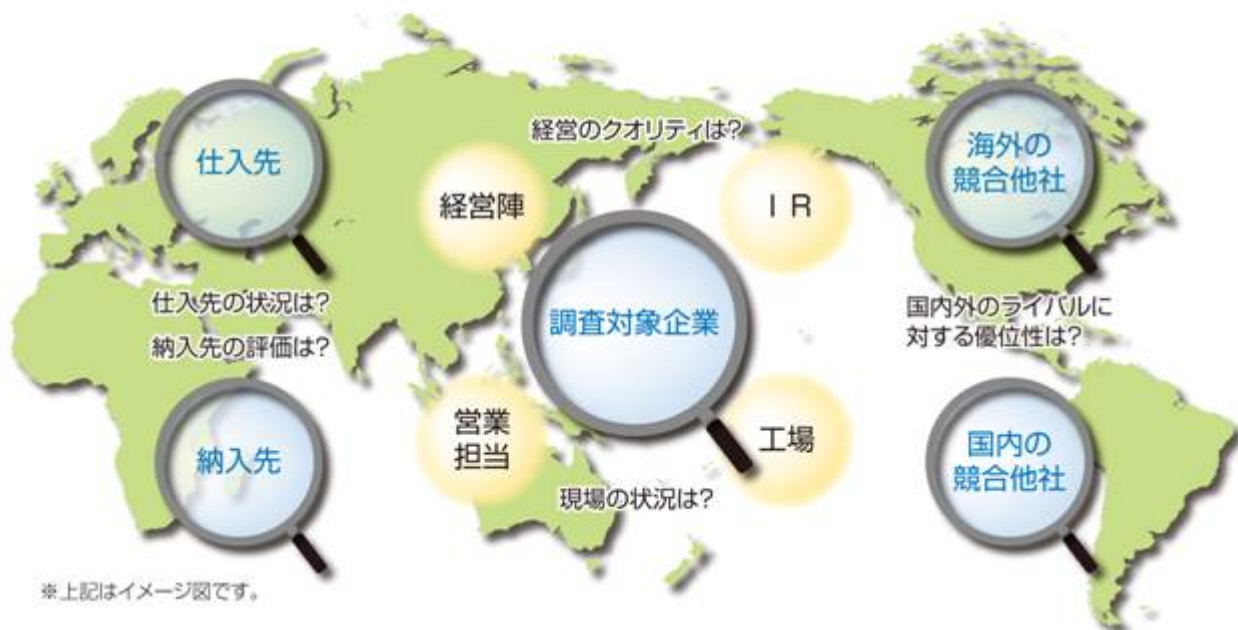 経営のクオリティは?
仕入先
海外の
競合他社
経営陣
I R
仕入先の状況は?
納入先の評価は?
調査対象企業
国内外のライバルに
対する優位性は?
営業
担当
工場
納入先
国内の
競合他社
現場の状況は?
※上記はイメージ図です。